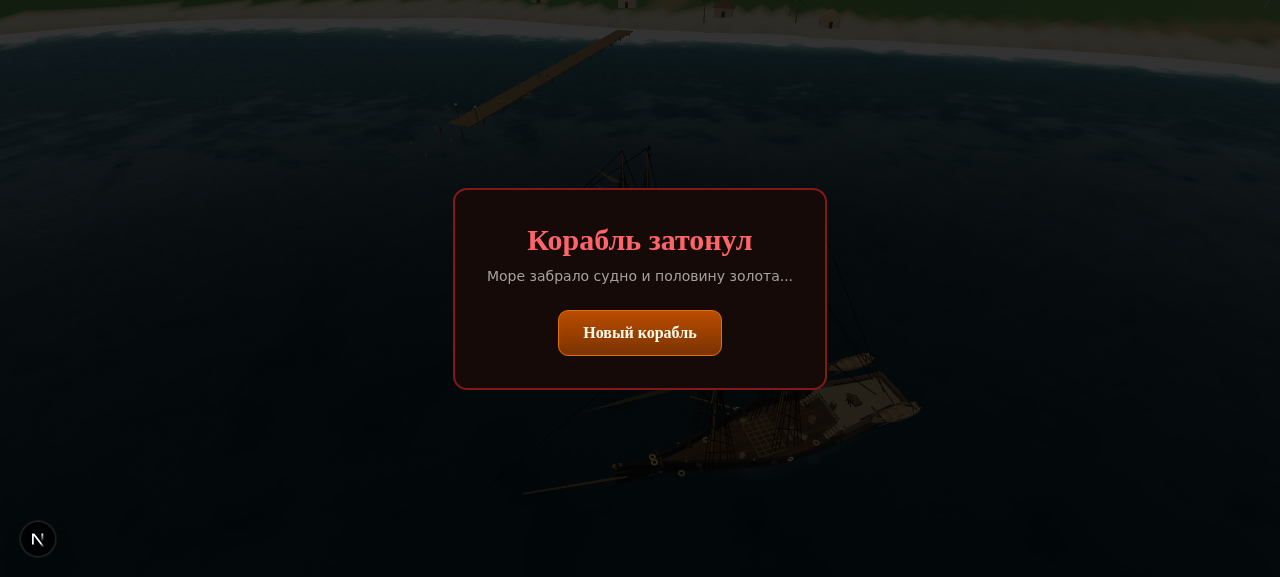 Корабль затонул
Море забрало судно и половину золота...
Новый корабль
N